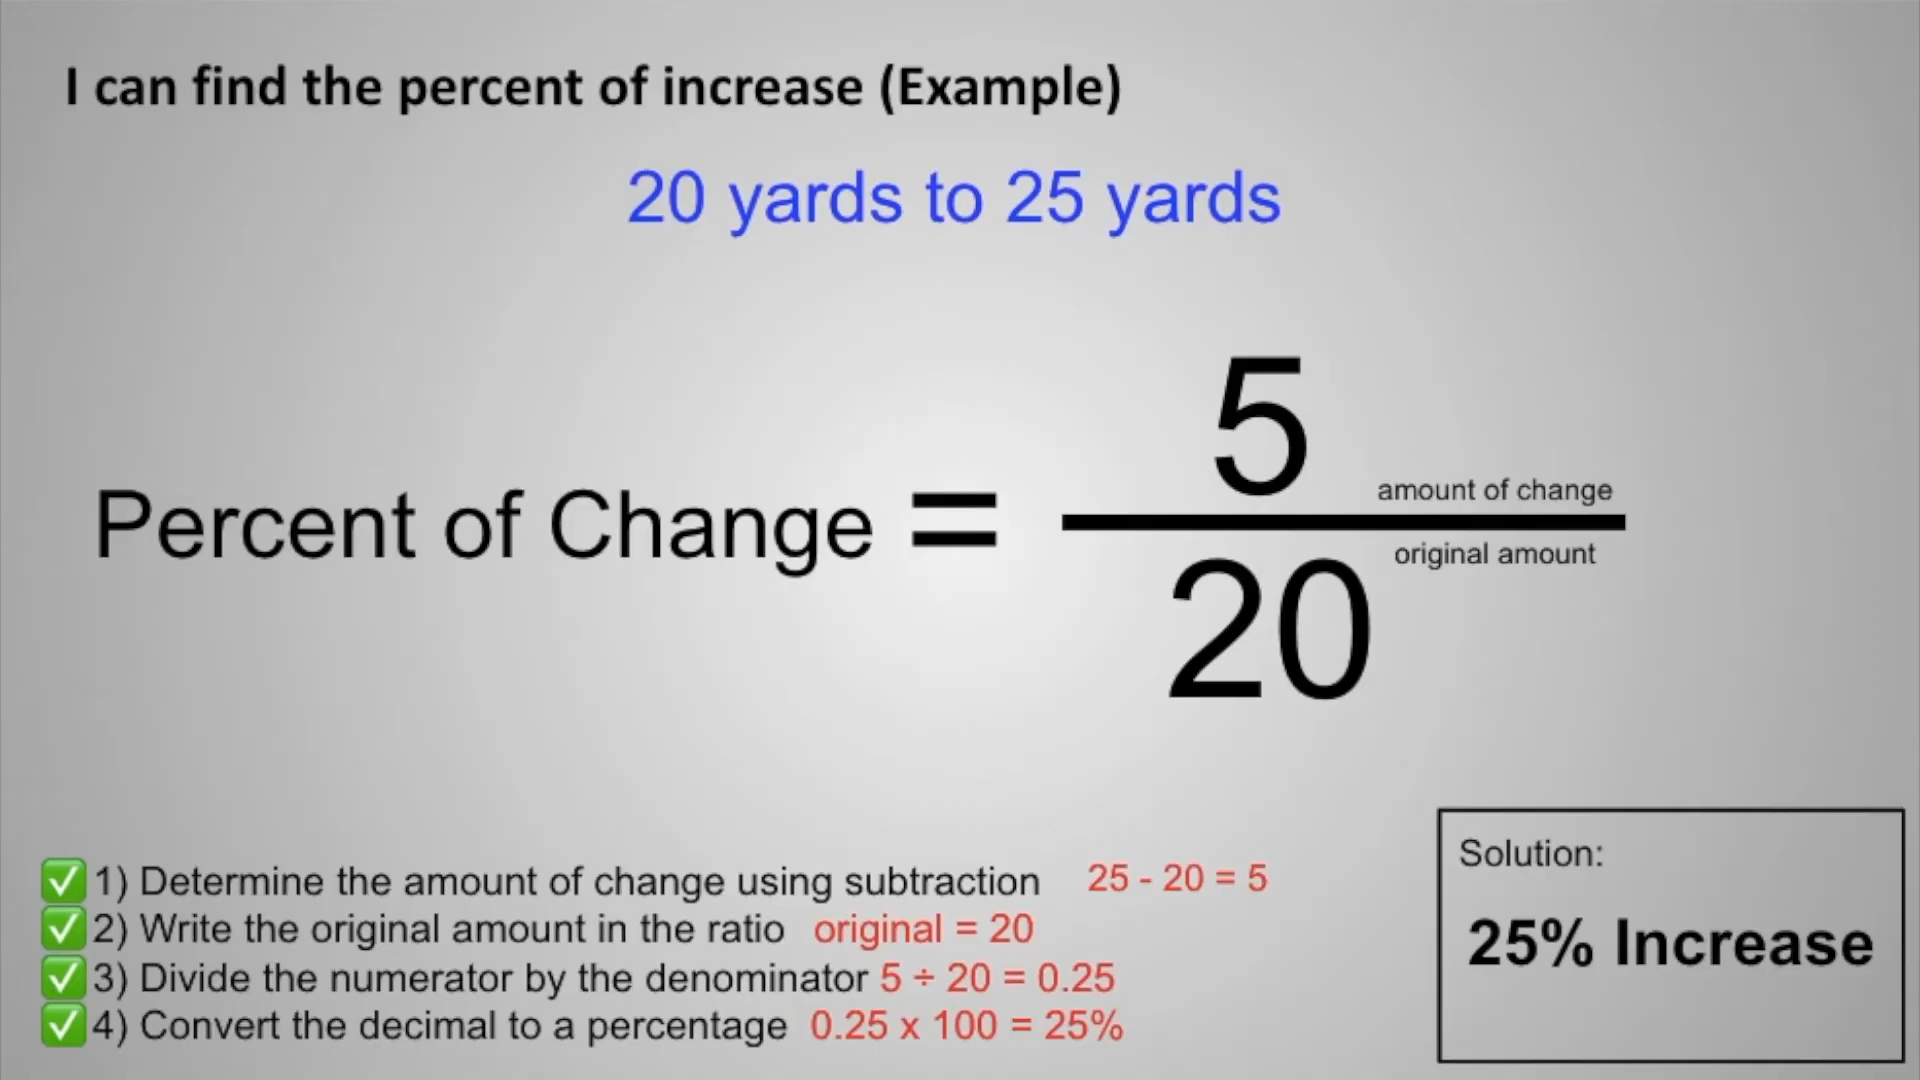 I can find the percent of increase (Example)
20 yards to 25 yards
Percent of Change =
5
amount of change
original amount
20
✅ 1) Determine the amount of change using subtraction 25 - 20 = 5
✅ 2) Write the original amount in the ratio original = 20
✅ 3) Divide the numerator by the denominator 5 ÷ 20 = 0.25
✅ 4) Convert the decimal to a percentage 0.25 x 100 = 25%
Solution:
25% Increase